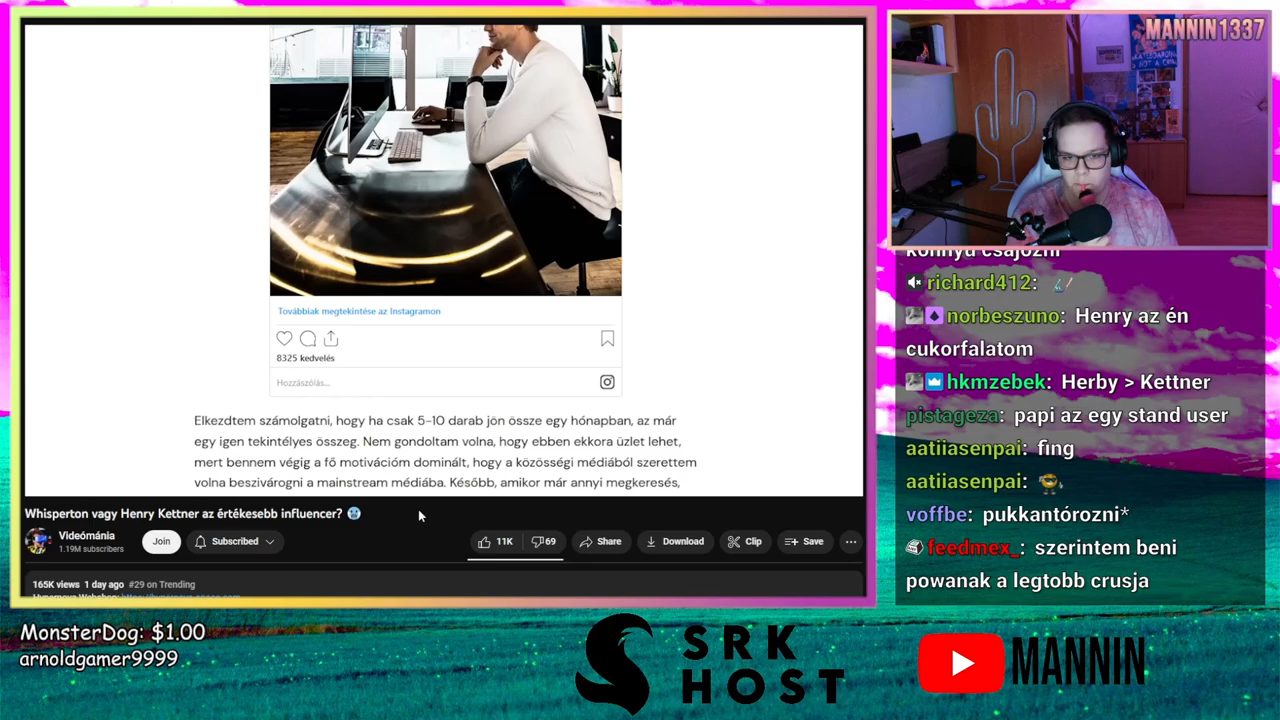 Továbbiak megtekintése az Instagramon
8325 kedvelés
Hozzászólás...
Elkezdtem számolgatni, hogy ha csak 5-10 darab jön össze egy hónapban, az már
egy igen tekintélyes összeg. Nem gondoltam volna, hogy ebben ekkora üzlet lehet,
mert bennem végig a fő motivációm dominált, hogy a közösségi médiából szerettem
volna beszivárogni a mainstream médiába. Később, amikor már annyi megkeresés,
Whisperton vagy Henry Kettner az értékesebb influencer? 🥶
Videómánia
1.19M subscribers
Join
Subscribed
11K
69
Share
Download
Clip
Save
165K views 1 day ago #29 on Trending
MANNIN1337
könnyű csajozni
richard412:
norbeszuno: Henry az én
cukorfalatom
hkmzebek: Herby > Kettner
pistageza: papi az egy stand user
aatiiasenpai: fing
aatiiasenpai:
voffbe: pukkantórozni*
feedmex_: szerintem beni
powanak a legtobb crusja
MonsterDog: $1.00
arnoldgamer9999
SRK
HOST
MANNIN